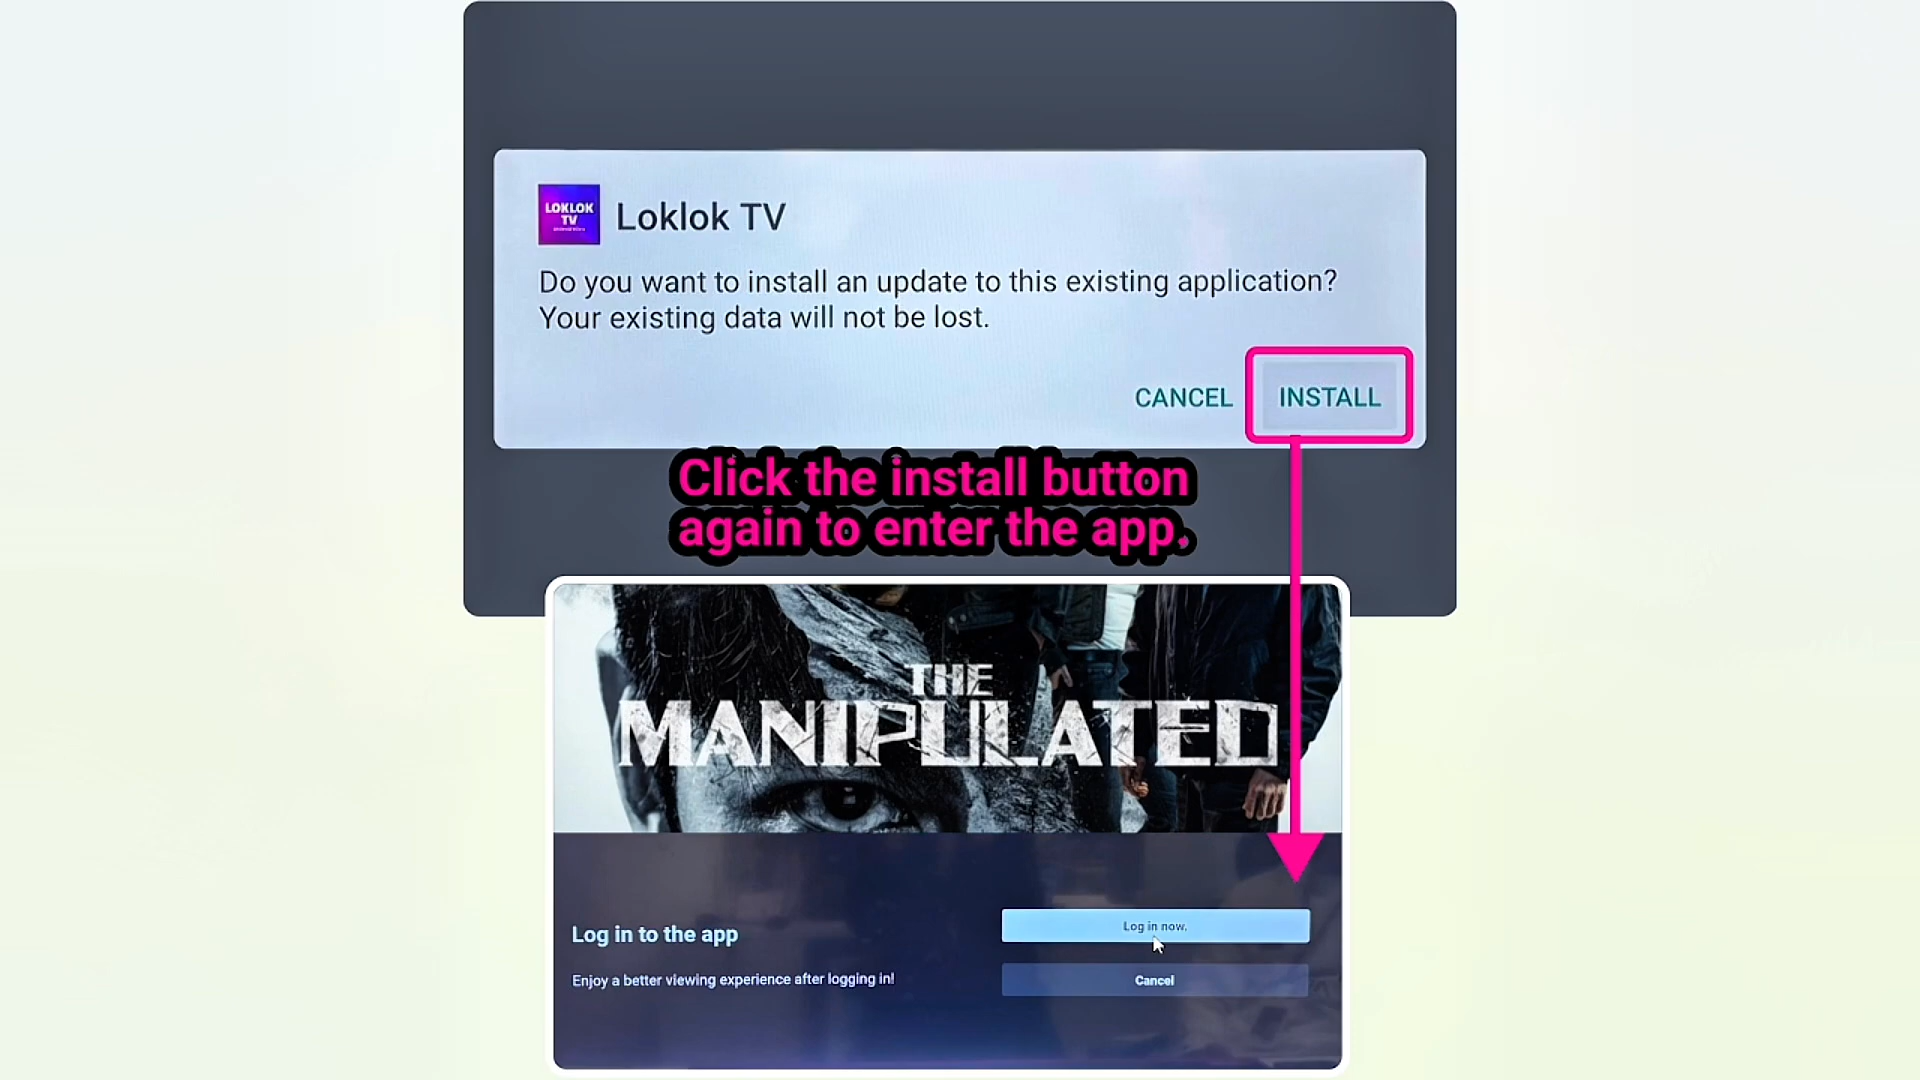 LOKLOK
TV
Loklok TV
Do you want to install an update to this existing application?
Your existing data will not be lost.
CANCEL
INSTALL
Click the install button
again to enter the app.
THE
MANIPULATED
Log in to the app
Log in now.
Enjoy a better viewing experience after logging in!
Cancel